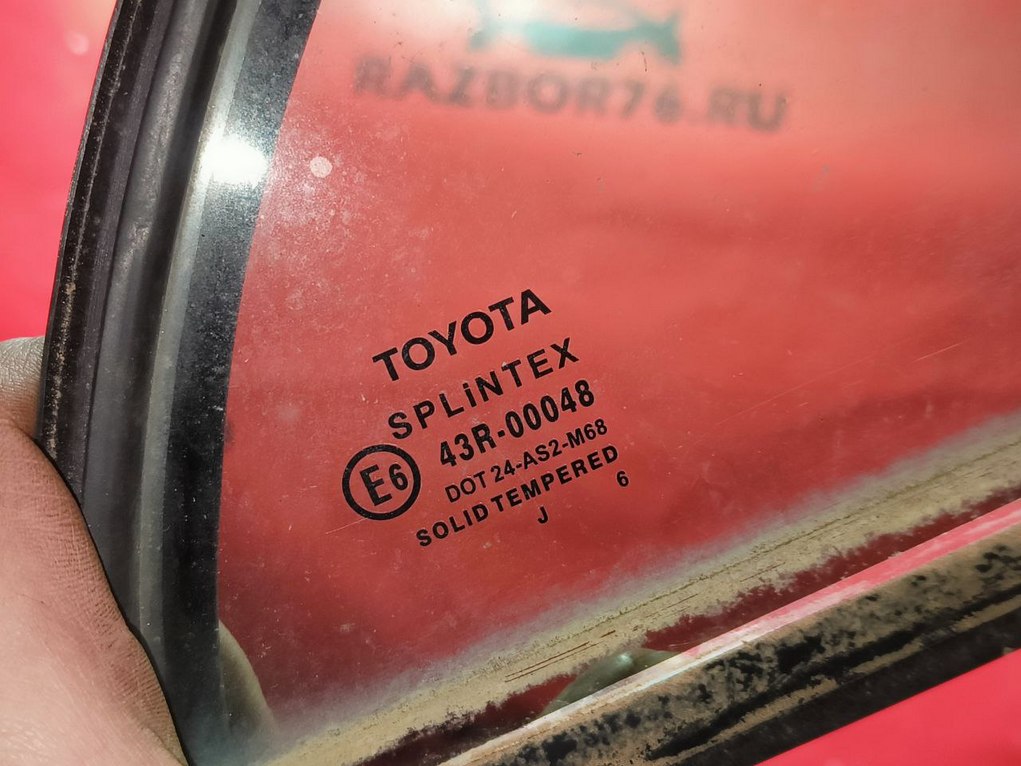 RAZBOR76.RU
TOYOTA
SPLiNTEX
E6 43R-00048
DOT 24-AS2-M68
SOLID TEMPERED
J 6